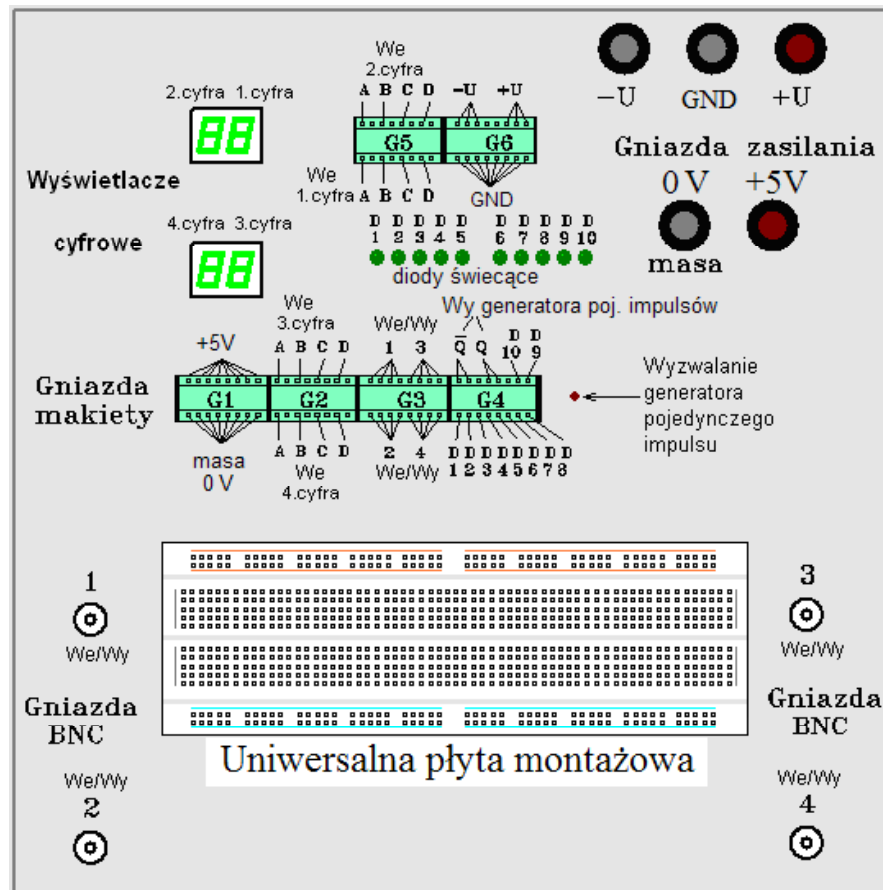 We
2.cyfra
A B C D
−U +U
−U GND +U
2.cyfra 1.cyfra
88
G5 G6
Gniazda zasilania
0 V +5V
Wyświetlacze
We
1.cyfra A B C D
GND
masa
cyfrowe
4.cyfra 3.cyfra
88
D D D D D D D D D D
1 2 3 4 5 6 7 8 9 10
diody świecące
Wy generatora poj. impulsów
We
3.cyfra
A B C D
We/Wy
1 3
Q̅ Q
D D
10 9
+5V
Gniazda
makiety
G1 G2 G3 G4
Wyzwalanie
generatora
pojedynczego
impulsu
masa
0 V
A B C D
We
4.cyfra
2 4
We/Wy
D D D D D D D D
1 2 3 4 5 6 7 8
1
We/Wy
3
We/Wy
Gniazda
BNC
Gniazda
BNC
Uniwersalna płyta montażowa
We/Wy
2
We/Wy
4